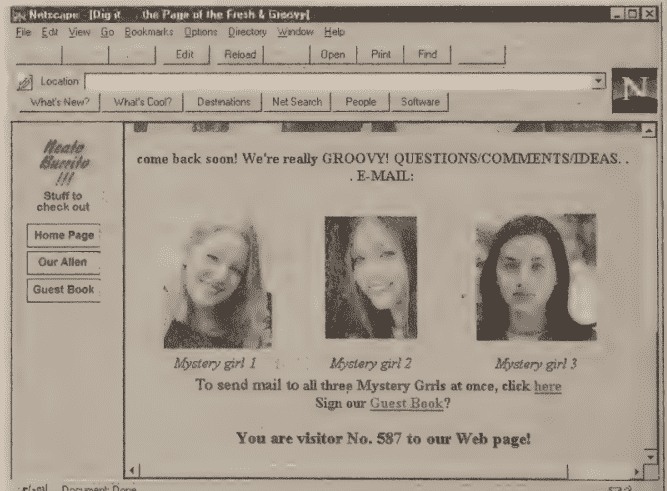 Netscape - [Dig it . . . the Page of the Fresh & Groovy[
File Edit View Go Bookmarks Options Directory Window Help
Edit Reload Open Print Find
Location
N
What's New? What's Cool? Destinations Net Search People Software
Neato
Burrito
!!!
Stuff to
check out
Home Page
Our Alien
Guest Book
come back soon! We're really GROOVY! QUESTIONS/COMMENTS/IDEAS. .
. E-MAIL:
Mystery girl 1 Mystery girl 2 Mystery girl 3
To send mail to all three Mystery Grrls at once, click here
Sign our Guest Book?
You are visitor No. 587 to our Web page!
Document: Done